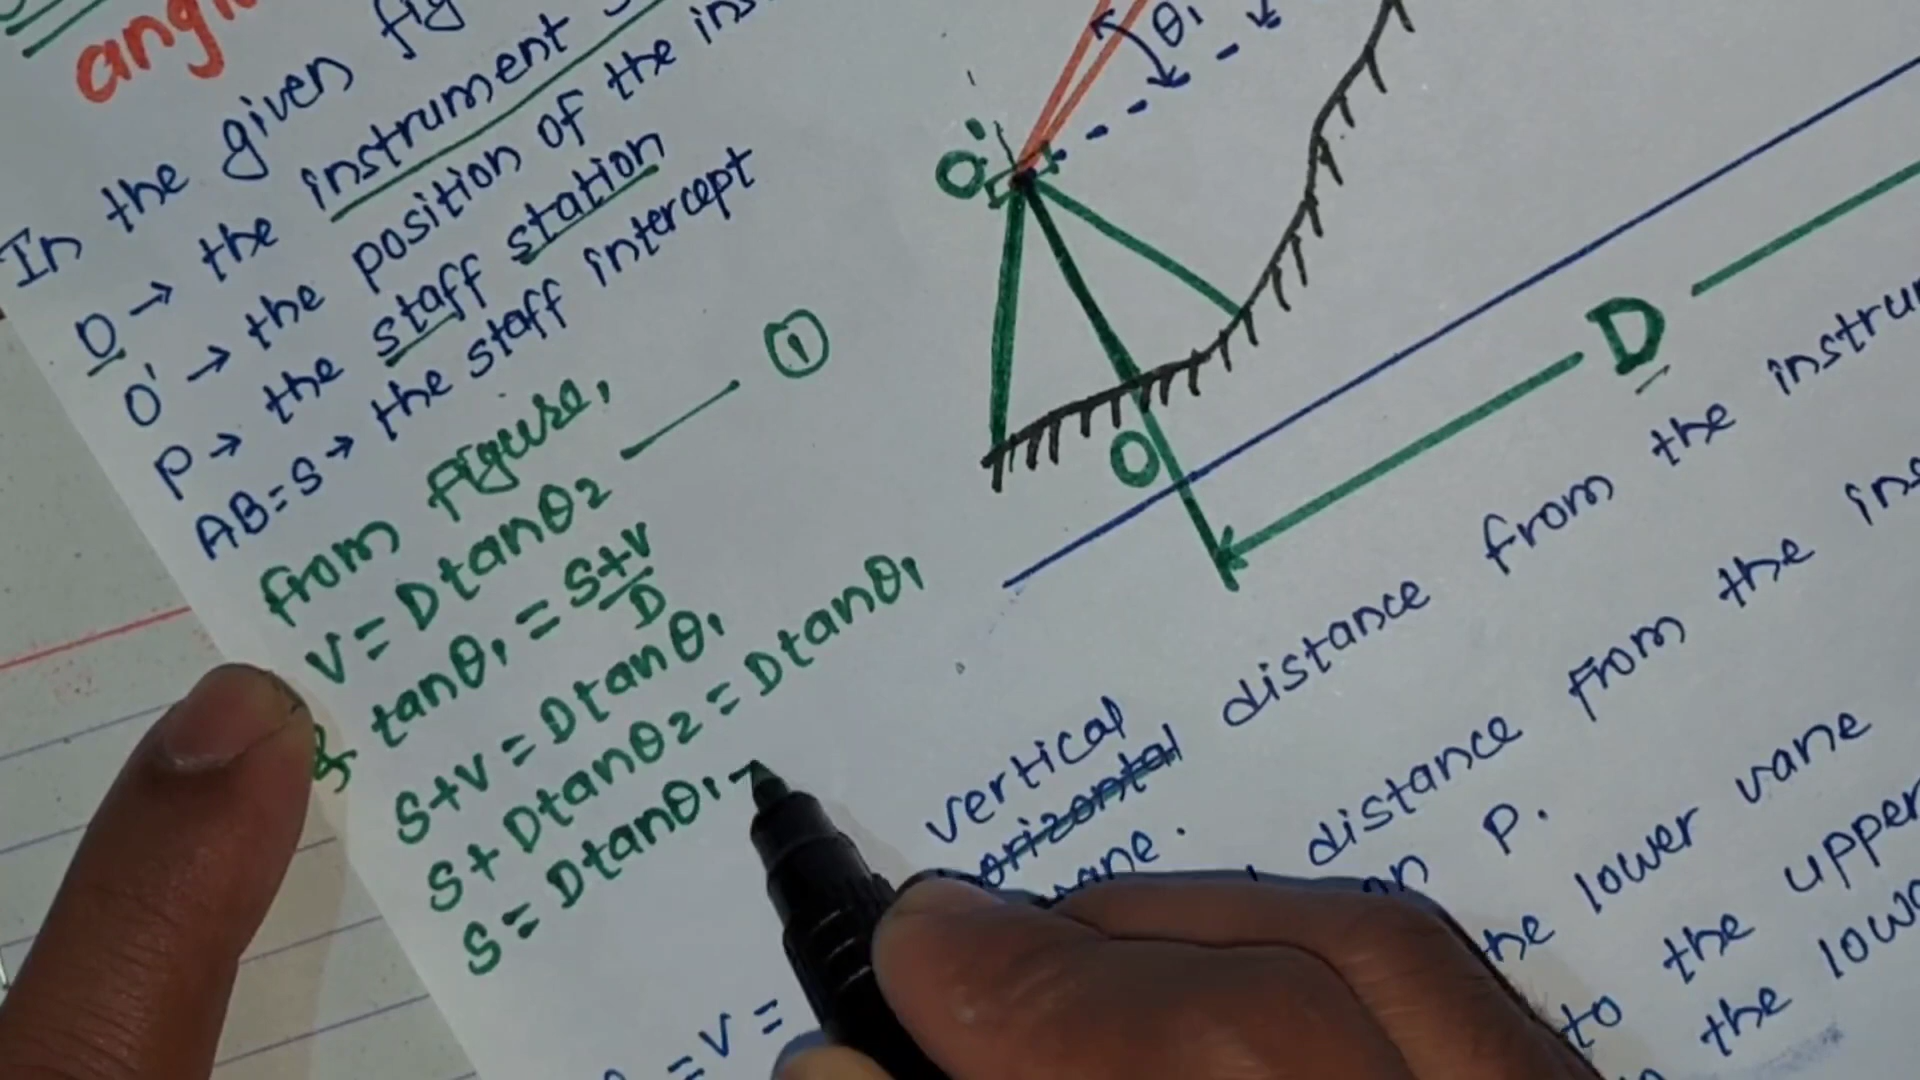 In the given fig
O → the instrument
O' → the position of the ins
P → the staff station
AB = S → the staff intercept
from figure,
V = D tanθ2 — ①
& tanθ1 = S+V/D
S+V = D tanθ1
S + D tanθ2 = D tanθ1
S = D tanθ1 -
= V =
θ1
O'
O
D
distance from the instru
vertical
horizontal
vane.
distance from the ins
P.
the lower vane
to the upper
the lowe